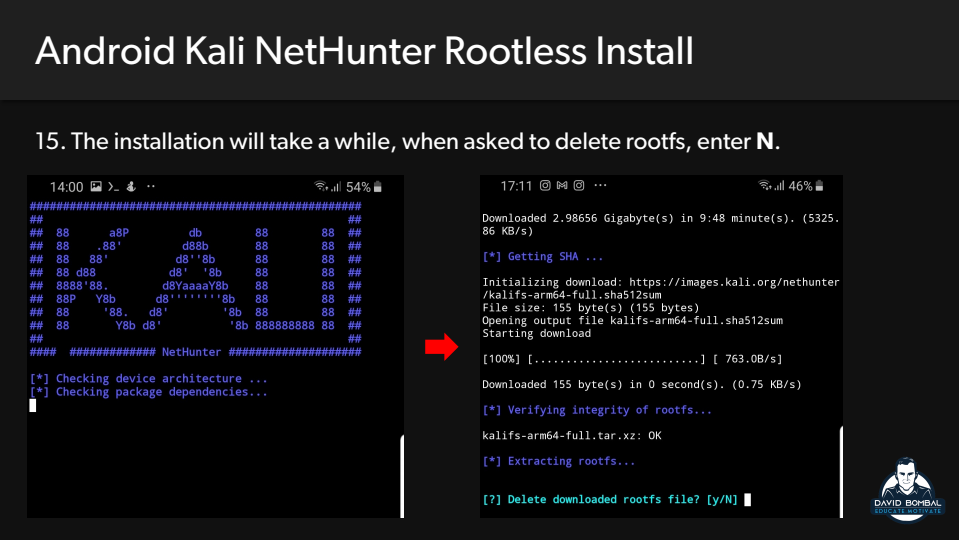 Android Kali NetHunter Rootless Install
15. The installation will take a while, when asked to delete rootfs, enter N.
14:00 54%
##################################################
## ##
## 88 a8P db 88 88 ##
## 88 .88' d88b 88 88 ##
## 88 88' d8''8b 88 88 ##
## 88 d88 d8' '8b 88 88 ##
## 8888'88. d8YaaaaY8b 88 88 ##
## 88P Y8b d8''''''''8b 88 88 ##
## 88 '88. d8' '8b 88 88 ##
## 88 Y8b d8' '8b 888888888 88 ##
## ##
#### ############# NetHunter ####################
[*] Checking device architecture ...
[*] Checking package dependencies...
17:11 46%
Downloaded 2.98656 Gigabyte(s) in 9:48 minute(s). (5325.
86 KB/s)
[*] Getting SHA ...
Initializing download: https://images.kali.org/nethunter
/kalifs-arm64-full.sha512sum
File size: 155 byte(s) (155 bytes)
Opening output file kalifs-arm64-full.sha512sum
Starting download
[100%] [..........................] [ 763.0B/s]
Downloaded 155 byte(s) in 0 second(s). (0.75 KB/s)
[*] Verifying integrity of rootfs...
kalifs-arm64-full.tar.xz: OK
[*] Extracting rootfs...
[?] Delete downloaded rootfs file? [y/N]
DAVID BOMBAL
EDUCATE MOTIVATE